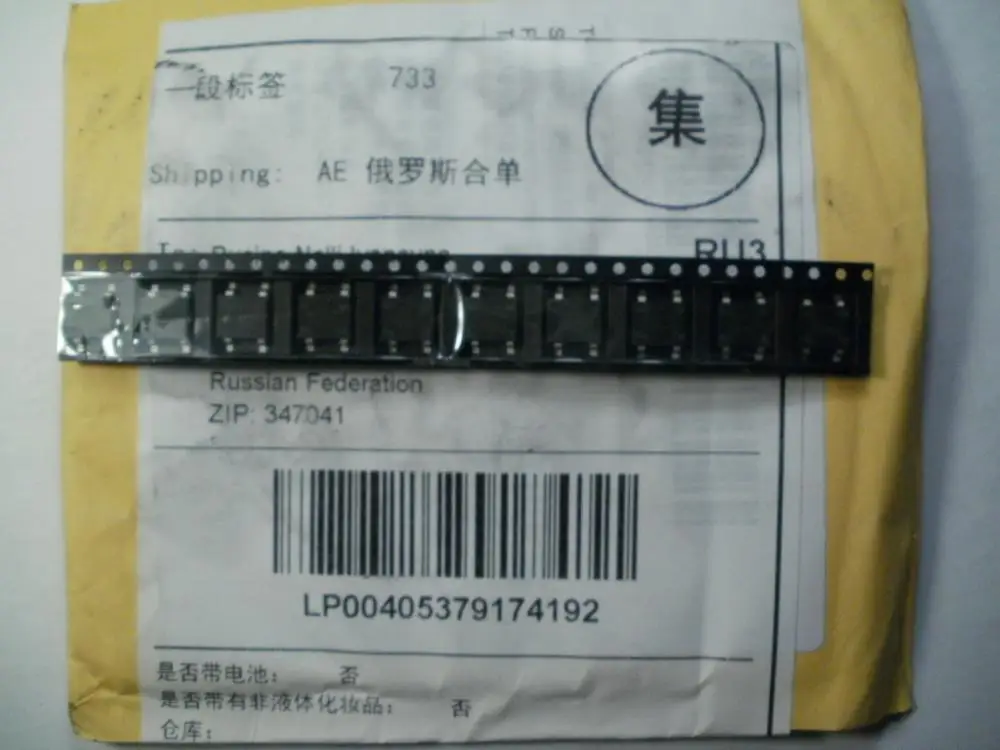 一段标签 733
集
Shipping: AE 俄罗斯合单
RU3
Russian Federation
ZIP: 347041
LP00405379174192
是否带电池: 否
是否带有非液体化妆品: 否
仓库: